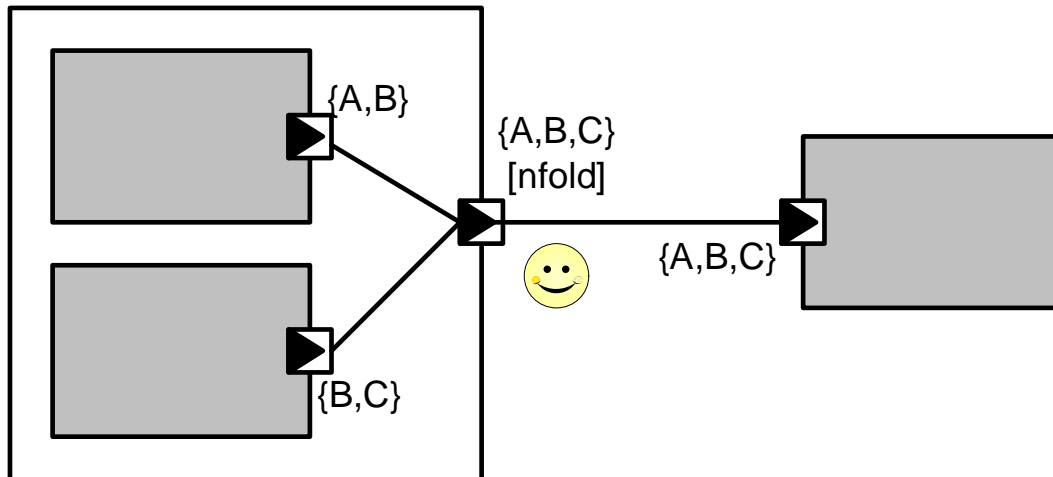 {A,B}
{A,B,C}
[nfold]
{A,B,C}
{B,C}